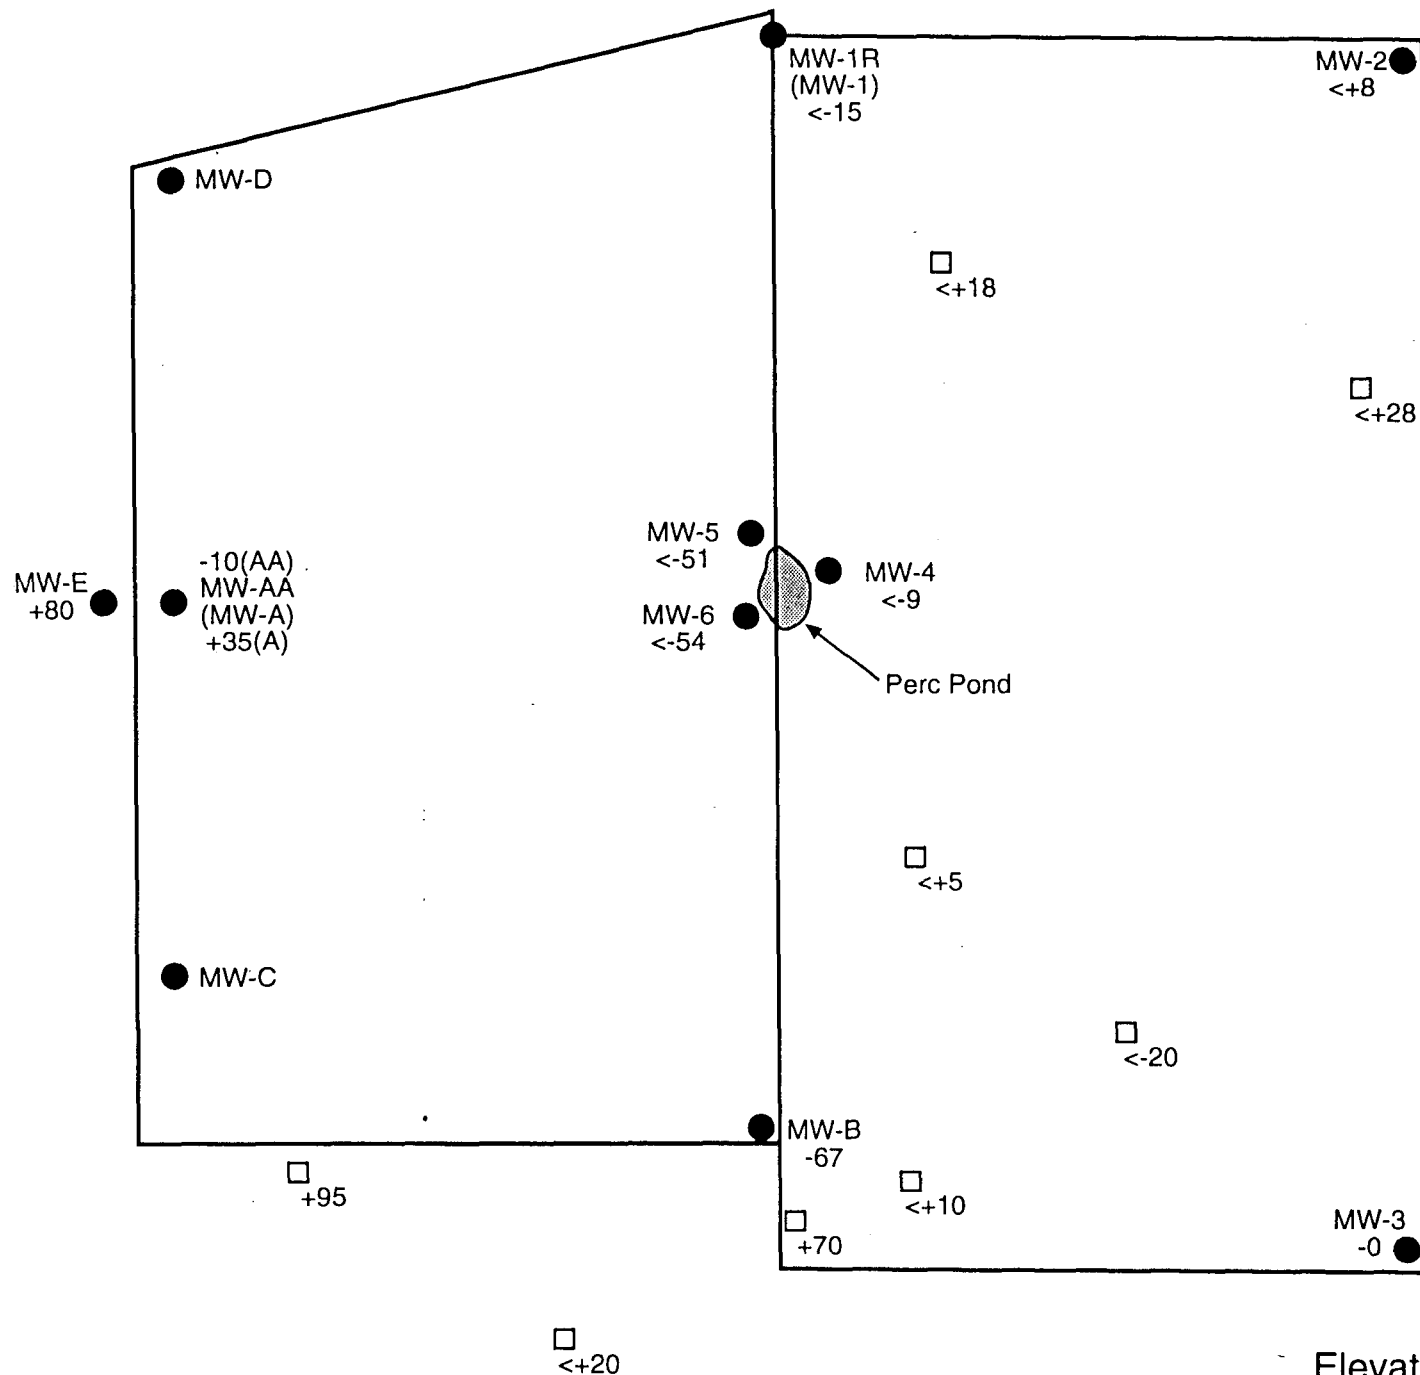 MW-1R
(MW-1)
<-15
MW-2
<+8
MW-D
<+18
<+28
MW-5
<-51
-10(AA)
MW-AA
(MW-A)
+35(A)
MW-E
+80
MW-4
<-9
MW-6
<-54
Perc Pond
<+5
MW-C
<-20
MW-B
-67
+95
<+10
+70
MW-3
-0
<+20
Elevat